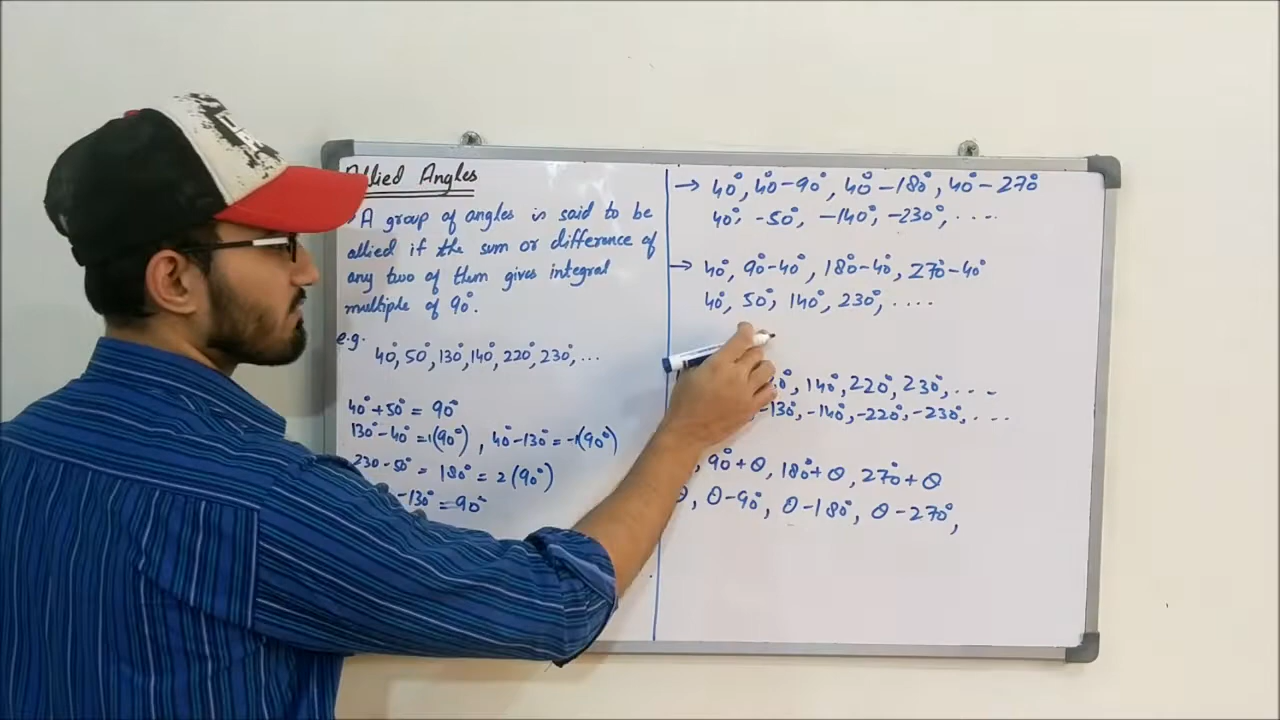 Allied Angles
A group of angles is said to be
allied if the sum or difference of
any two of them gives integral
multiple of 90°.
e.g.
40°, 50°, 130°, 140°, 220°, 230°, ...
40° + 50° = 90°
130° - 40° = 1(90°) , 40° - 130° = -1(90°)
230 - 50° = 180° = 2(90°)
- 130° = 90°
→ 40°, 40 - 90°, 40° - 180°, 40° - 270°
40°, -50°, -140°, -230°, ....
→ 40°, 90° - 40°, 180° - 40°, 270° - 40°
40°, 50°, 140°, 230°, ....
140°, 220°, 230°, ....
-130°, -140°, -220°, -230°, ...
, 90° + θ, 180° + θ, 270° + θ
θ, θ - 90°, θ - 180°, θ - 270°,